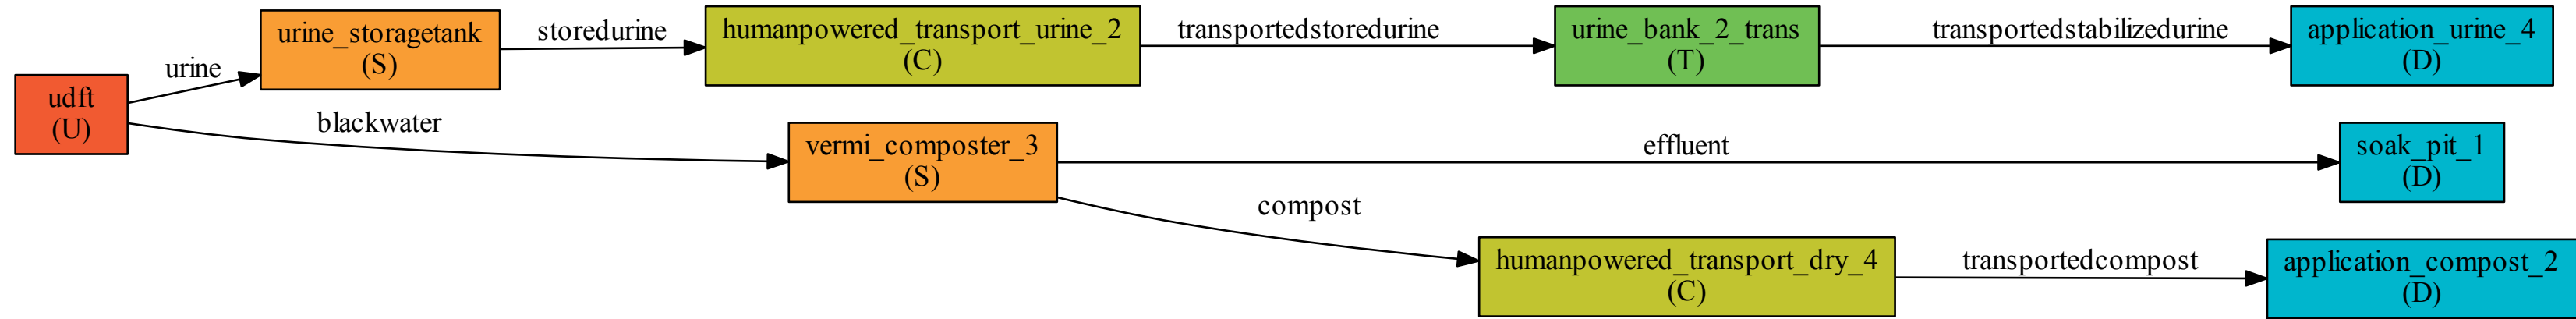 udft
(U)
urine
blackwater
urine_storagetank
(S)
storedurine
humanpowered_transport_urine_2
(C)
transportedstoredurine
urine_bank_2_trans
(T)
transportedstabilizedurine
application_urine_4
(D)
vermi_composter_3
(S)
effluent
soak_pit_1
(D)
compost
humanpowered_transport_dry_4
(C)
transportedcompost
application_compost_2
(D)